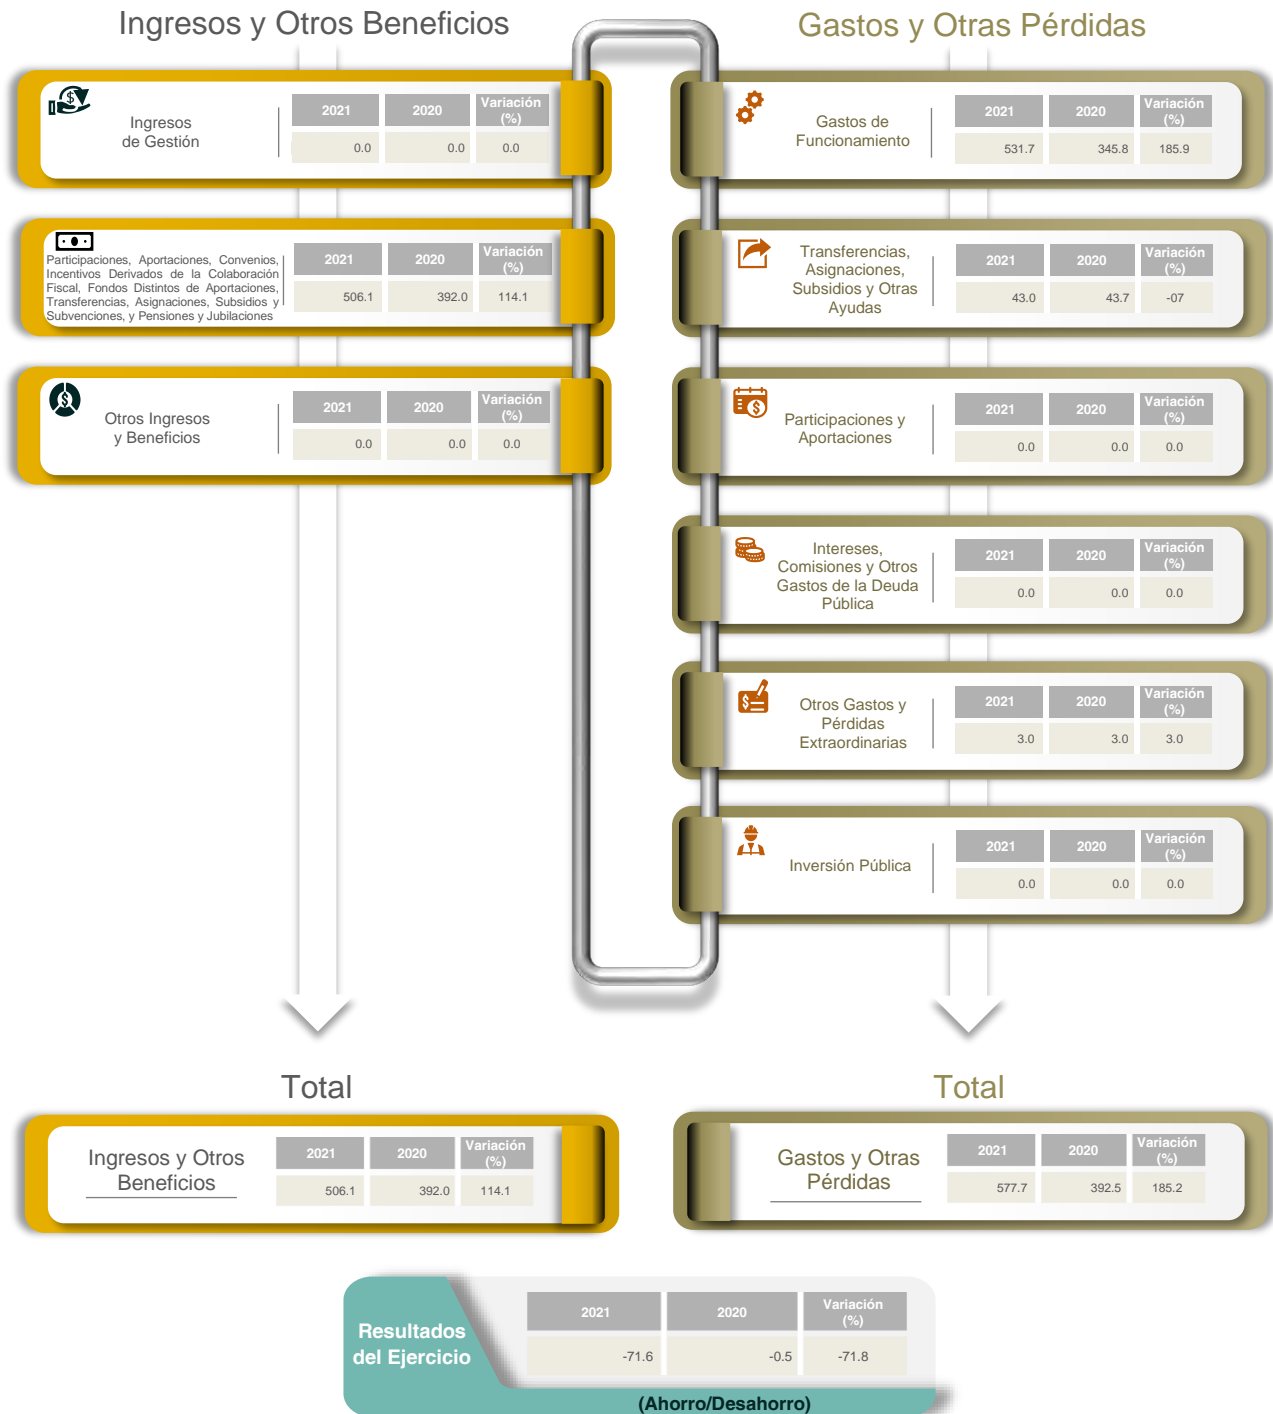 Ingresos y Otros Beneficios
Ingresos
de Gestión
2021 2020 Variación (%)
0.0 0.0 0.0
Participaciones, Aportaciones, Convenios,
Incentivos Derivados de la Colaboración
Fiscal, Fondos Distintos de Aportaciones,
Transferencias, Asignaciones, Subsidios y
Subvenciones, y Pensiones y Jubilaciones
2021 2020 Variación (%)
506.1 392.0 114.1
Otros Ingresos
y Beneficios
2021 2020 Variación (%)
0.0 0.0 0.0
Total
Ingresos y Otros
Beneficios
2021 2020 Variación (%)
506.1 392.0 114.1
Gastos y Otras Pérdidas
Gastos de
Funcionamiento
2021 2020 Variación (%)
531.7 345.8 185.9
Transferencias,
Asignaciones,
Subsidios y Otras
Ayudas
2021 2020 Variación (%)
43.0 43.7 -07
Participaciones y
Aportaciones
2021 2020 Variación (%)
0.0 0.0 0.0
Intereses,
Comisiones y Otros
Gastos de la Deuda
Pública
2021 2020 Variación (%)
0.0 0.0 0.0
Otros Gastos y
Pérdidas
Extraordinarias
2021 2020 Variación (%)
3.0 3.0 3.0
Inversión Pública
2021 2020 Variación (%)
0.0 0.0 0.0
Total
Gastos y Otras
Pérdidas
2021 2020 Variación (%)
577.7 392.5 185.2
Resultados
del Ejercicio
2021 2020 Variación (%)
-71.6 -0.5 -71.8
(Ahorro/Desahorro)